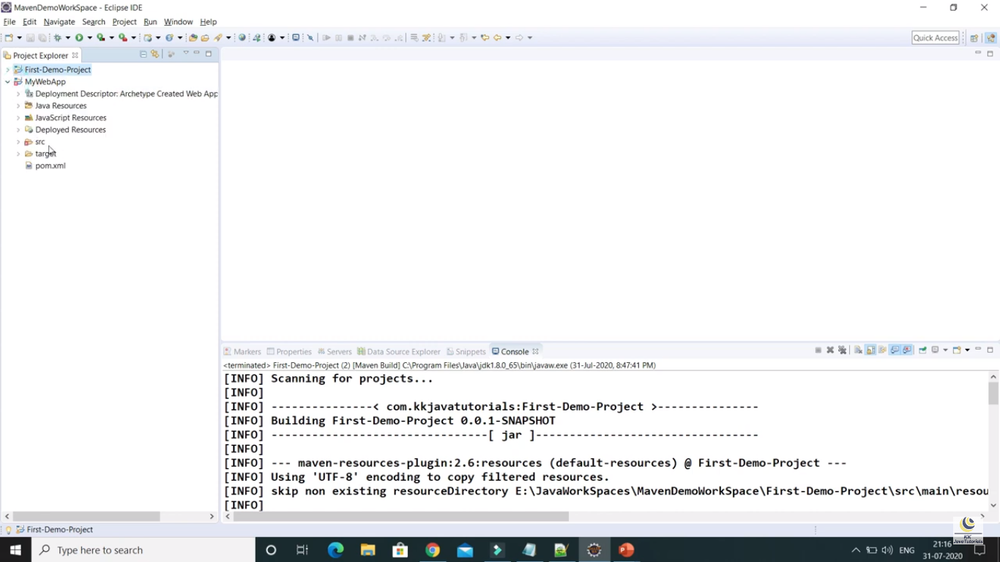 MavenDemoWorkSpace - Eclipse IDE
File Edit Navigate Search Project Run Window Help
Quick Access
Project Explorer
First-Demo-Project
MyWebApp
Deployment Descriptor: Archetype Created Web App
Java Resources
JavaScript Resources
Deployed Resources
src
target
pom.xml
Markers Properties Servers Data Source Explorer Snippets Console
<terminated> First-Demo-Project (2) [Maven Build] C:\Program Files\Java\jdk1.8.0_65\bin\javaw.exe (31-Jul-2020, 8:47:41 PM)
[INFO] Scanning for projects...
[INFO]
[INFO] ---------------< com.kkjavatutorials:First-Demo-Project >---------------
[INFO] Building First-Demo-Project 0.0.1-SNAPSHOT
[INFO] --------------------------------[ jar ]---------------------------------
[INFO]
[INFO] --- maven-resources-plugin:2.6:resources (default-resources) @ First-Demo-Project ---
[INFO] Using 'UTF-8' encoding to copy filtered resources.
[INFO] skip non existing resourceDirectory E:\JavaWorkSpaces\MavenDemoWorkSpace\First-Demo-Project\src\main\resou
[INFO]
First-Demo-Project
KK
JavaTutorials
Type here to search
ENG
21:16
31-07-2020